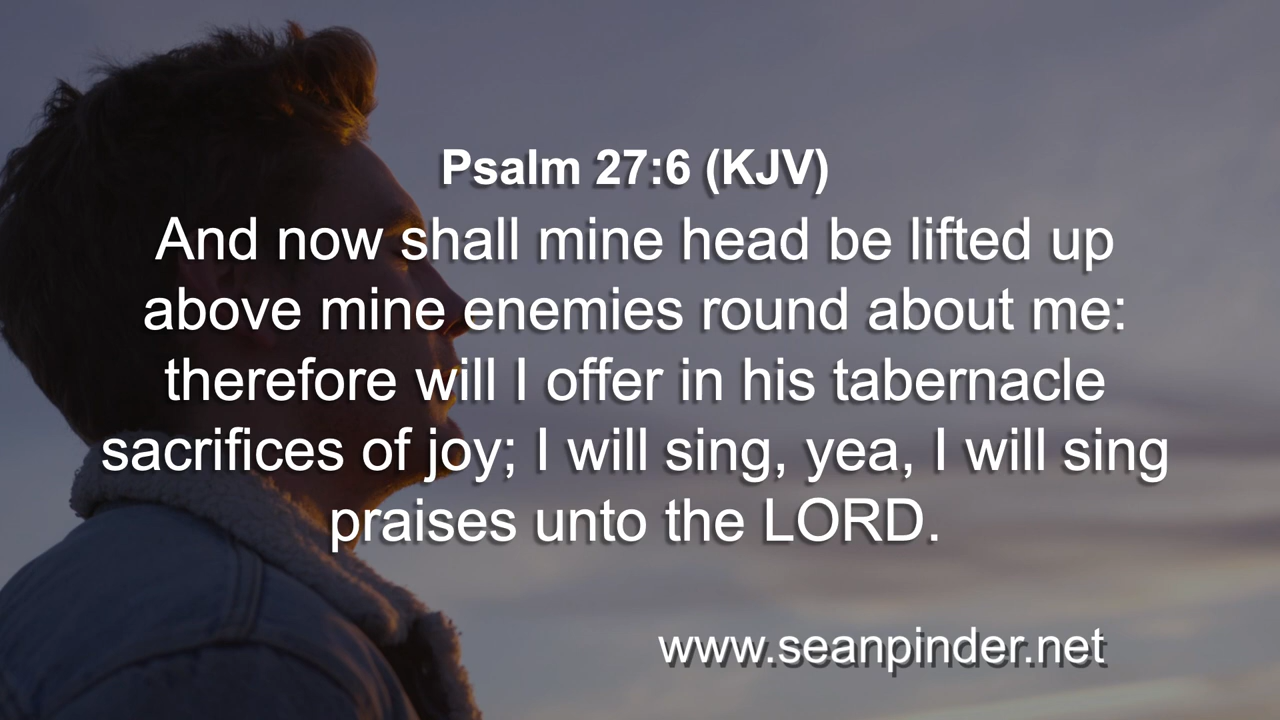 Psalm 27:6 (KJV)
And now shall mine head be lifted up
above mine enemies round about me:
therefore will I offer in his tabernacle
sacrifices of joy; I will sing, yea, I will sing
praises unto the LORD.
www.seanpinder.net